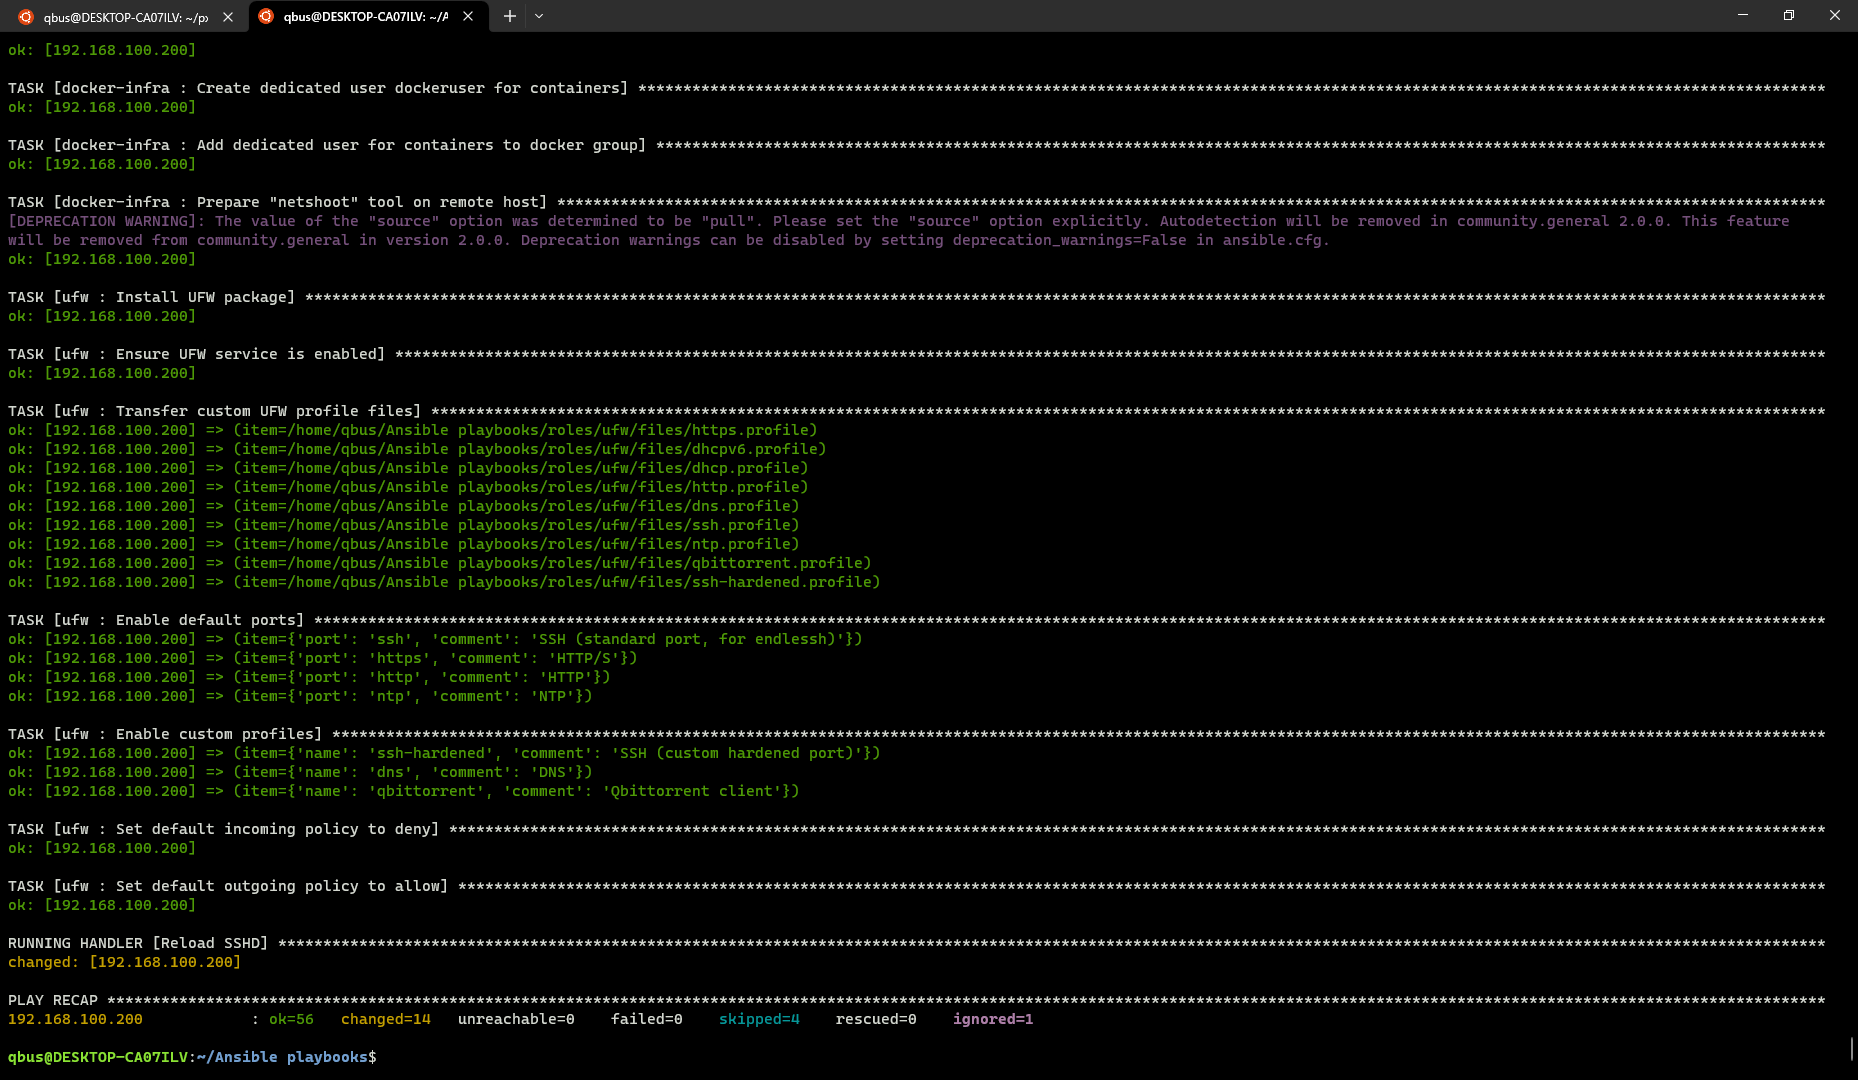 qbus@DESKTOP-CA07ILV: ~/px
qbus@DESKTOP-CA07ILV: ~/A
ok: [192.168.100.200]
TASK [docker-infra : Create dedicated user dockeruser for containers] ************************************************************************************************************************************
ok: [192.168.100.200]
TASK [docker-infra : Add dedicated user for containers to docker group] **********************************************************************************************************************************
ok: [192.168.100.200]
TASK [docker-infra : Prepare "netshoot" tool on remote host] *********************************************************************************************************************************************
[DEPRECATION WARNING]: The value of the "source" option was determined to be "pull". Please set the "source" option explicitly. Autodetection will be removed in community.general 2.0.0. This feature
will be removed from community.general in version 2.0.0. Deprecation warnings can be disabled by setting deprecation_warnings=False in ansible.cfg.
ok: [192.168.100.200]
TASK [ufw : Install UFW package] *************************************************************************************************************************************************************************
ok: [192.168.100.200]
TASK [ufw : Ensure UFW service is enabled] ***************************************************************************************************************************************************************
ok: [192.168.100.200]
TASK [ufw : Transfer custom UFW profile files] ***********************************************************************************************************************************************************
ok: [192.168.100.200] => (item=/home/qbus/Ansible playbooks/roles/ufw/files/https.profile)
ok: [192.168.100.200] => (item=/home/qbus/Ansible playbooks/roles/ufw/files/dhcpv6.profile)
ok: [192.168.100.200] => (item=/home/qbus/Ansible playbooks/roles/ufw/files/dhcp.profile)
ok: [192.168.100.200] => (item=/home/qbus/Ansible playbooks/roles/ufw/files/http.profile)
ok: [192.168.100.200] => (item=/home/qbus/Ansible playbooks/roles/ufw/files/dns.profile)
ok: [192.168.100.200] => (item=/home/qbus/Ansible playbooks/roles/ufw/files/ssh.profile)
ok: [192.168.100.200] => (item=/home/qbus/Ansible playbooks/roles/ufw/files/ntp.profile)
ok: [192.168.100.200] => (item=/home/qbus/Ansible playbooks/roles/ufw/files/qbittorrent.profile)
ok: [192.168.100.200] => (item=/home/qbus/Ansible playbooks/roles/ufw/files/ssh-hardened.profile)
TASK [ufw : Enable default ports] ************************************************************************************************************************************************************************
ok: [192.168.100.200] => (item={'port': 'ssh', 'comment': 'SSH (standard port, for endlessh)'})
ok: [192.168.100.200] => (item={'port': 'https', 'comment': 'HTTP/S'})
ok: [192.168.100.200] => (item={'port': 'http', 'comment': 'HTTP'})
ok: [192.168.100.200] => (item={'port': 'ntp', 'comment': 'NTP'})
TASK [ufw : Enable custom profiles] **********************************************************************************************************************************************************************
ok: [192.168.100.200] => (item={'name': 'ssh-hardened', 'comment': 'SSH (custom hardened port)'})
ok: [192.168.100.200] => (item={'name': 'dns', 'comment': 'DNS'})
ok: [192.168.100.200] => (item={'name': 'qbittorrent', 'comment': 'Qbittorrent client'})
TASK [ufw : Set default incoming policy to deny] *********************************************************************************************************************************************************
ok: [192.168.100.200]
TASK [ufw : Set default outgoing policy to allow] ********************************************************************************************************************************************************
ok: [192.168.100.200]
RUNNING HANDLER [Reload SSHD] ****************************************************************************************************************************************************************************
changed: [192.168.100.200]
PLAY RECAP ***********************************************************************************************************************************************************************************************
192.168.100.200            : ok=56   changed=14   unreachable=0    failed=0    skipped=4    rescued=0    ignored=1
qbus@DESKTOP-CA07ILV:~/Ansible playbooks$